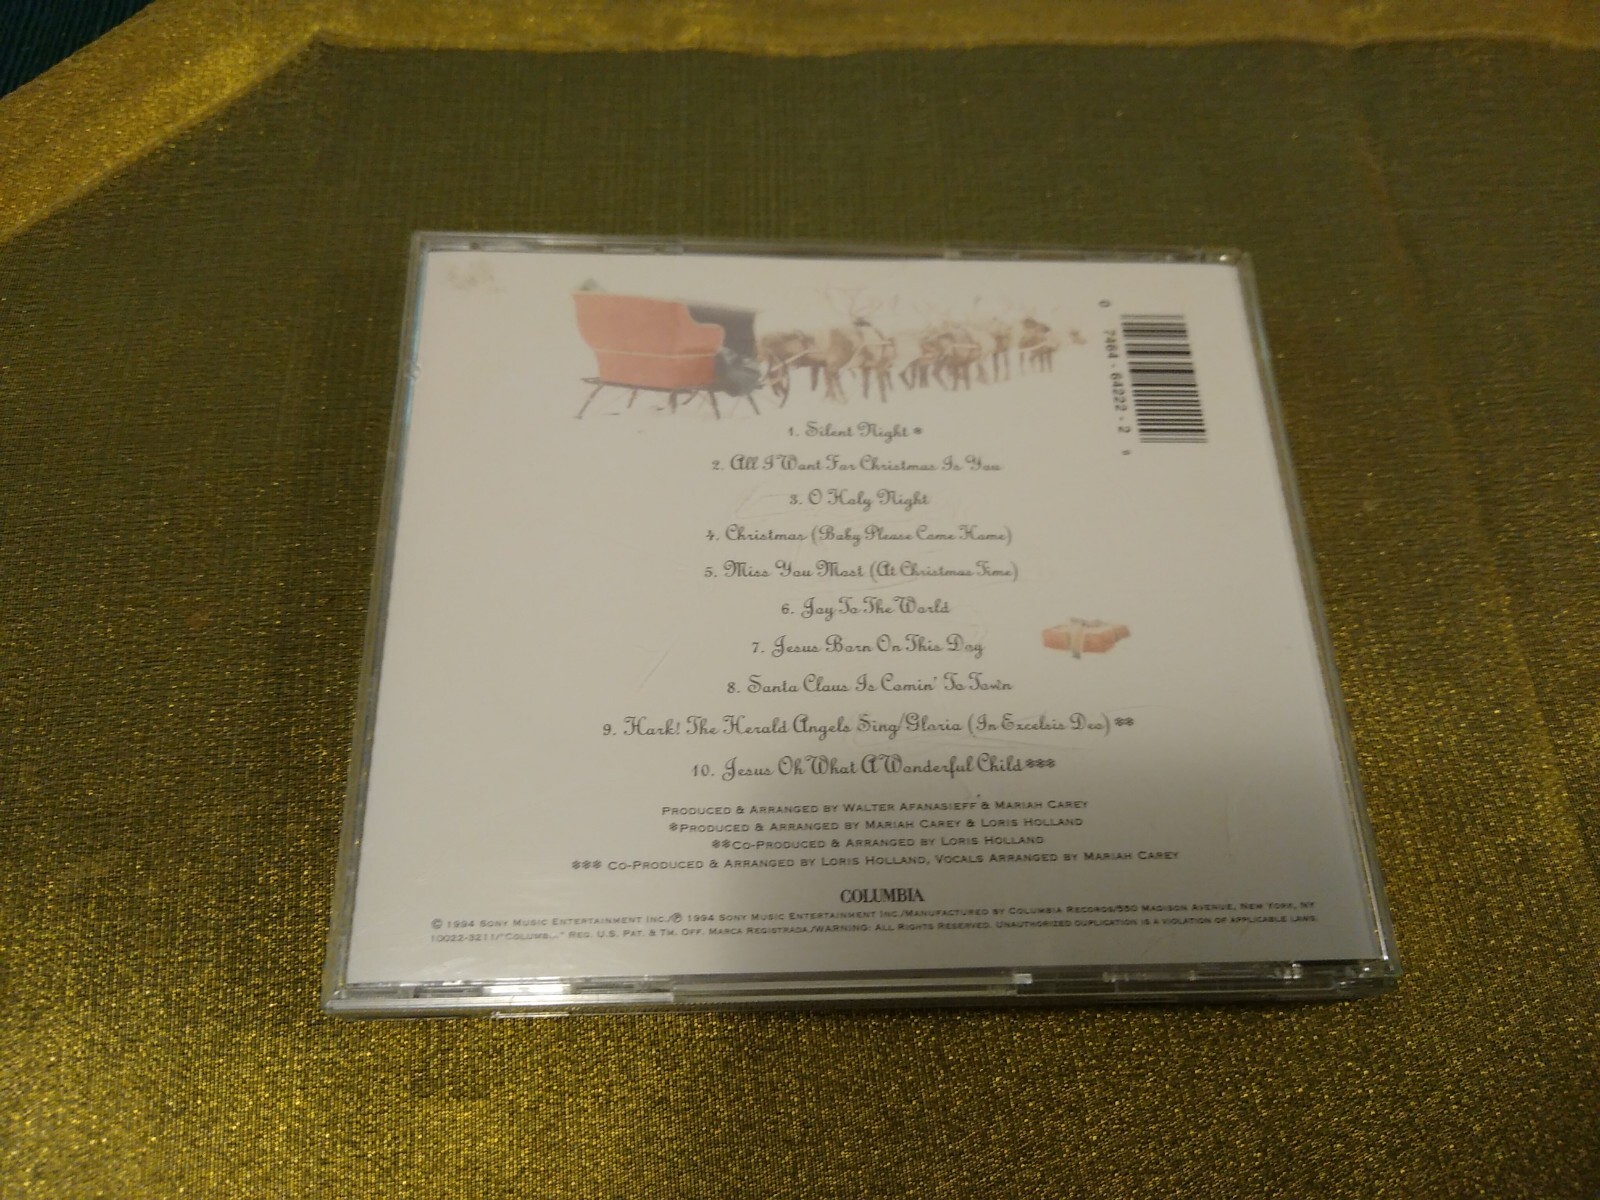 0 7464-64222-2 8
1. Silent Night *
2. All I Want For Christmas Is You
3. O Holy Night
4. Christmas (Baby Please Come Home)
5. Miss You Most (At Christmas Time)
6. Joy To The World
7. Jesus Born On This Day
8. Santa Claus Is Comin' To Town
9. Hark! The Herald Angels Sing/Gloria (In Excelsis Deo) **
10. Jesus Oh What A Wonderful Child ***
PRODUCED & ARRANGED BY WALTER AFANASIEFF & MARIAH CAREY
*PRODUCED & ARRANGED BY MARIAH CAREY & LORIS HOLLAND
**CO-PRODUCED & ARRANGED BY LORIS HOLLAND
*** CO-PRODUCED & ARRANGED BY LORIS HOLLAND, VOCALS ARRANGED BY MARIAH CAREY
COLUMBIA
© 1994 SONY MUSIC ENTERTAINMENT INC./℗ 1994 SONY MUSIC ENTERTAINMENT INC./MANUFACTURED BY COLUMBIA RECORDS/550 MADISON AVENUE, NEW YORK, NY
10022-3211/"COLUMB..." REG. U.S. PAT. & TM. OFF. MARCA REGISTRADA./WARNING: ALL RIGHTS RESERVED. UNAUTHORIZED DUPLICATION IS A VIOLATION OF APPLICABLE LAWS.